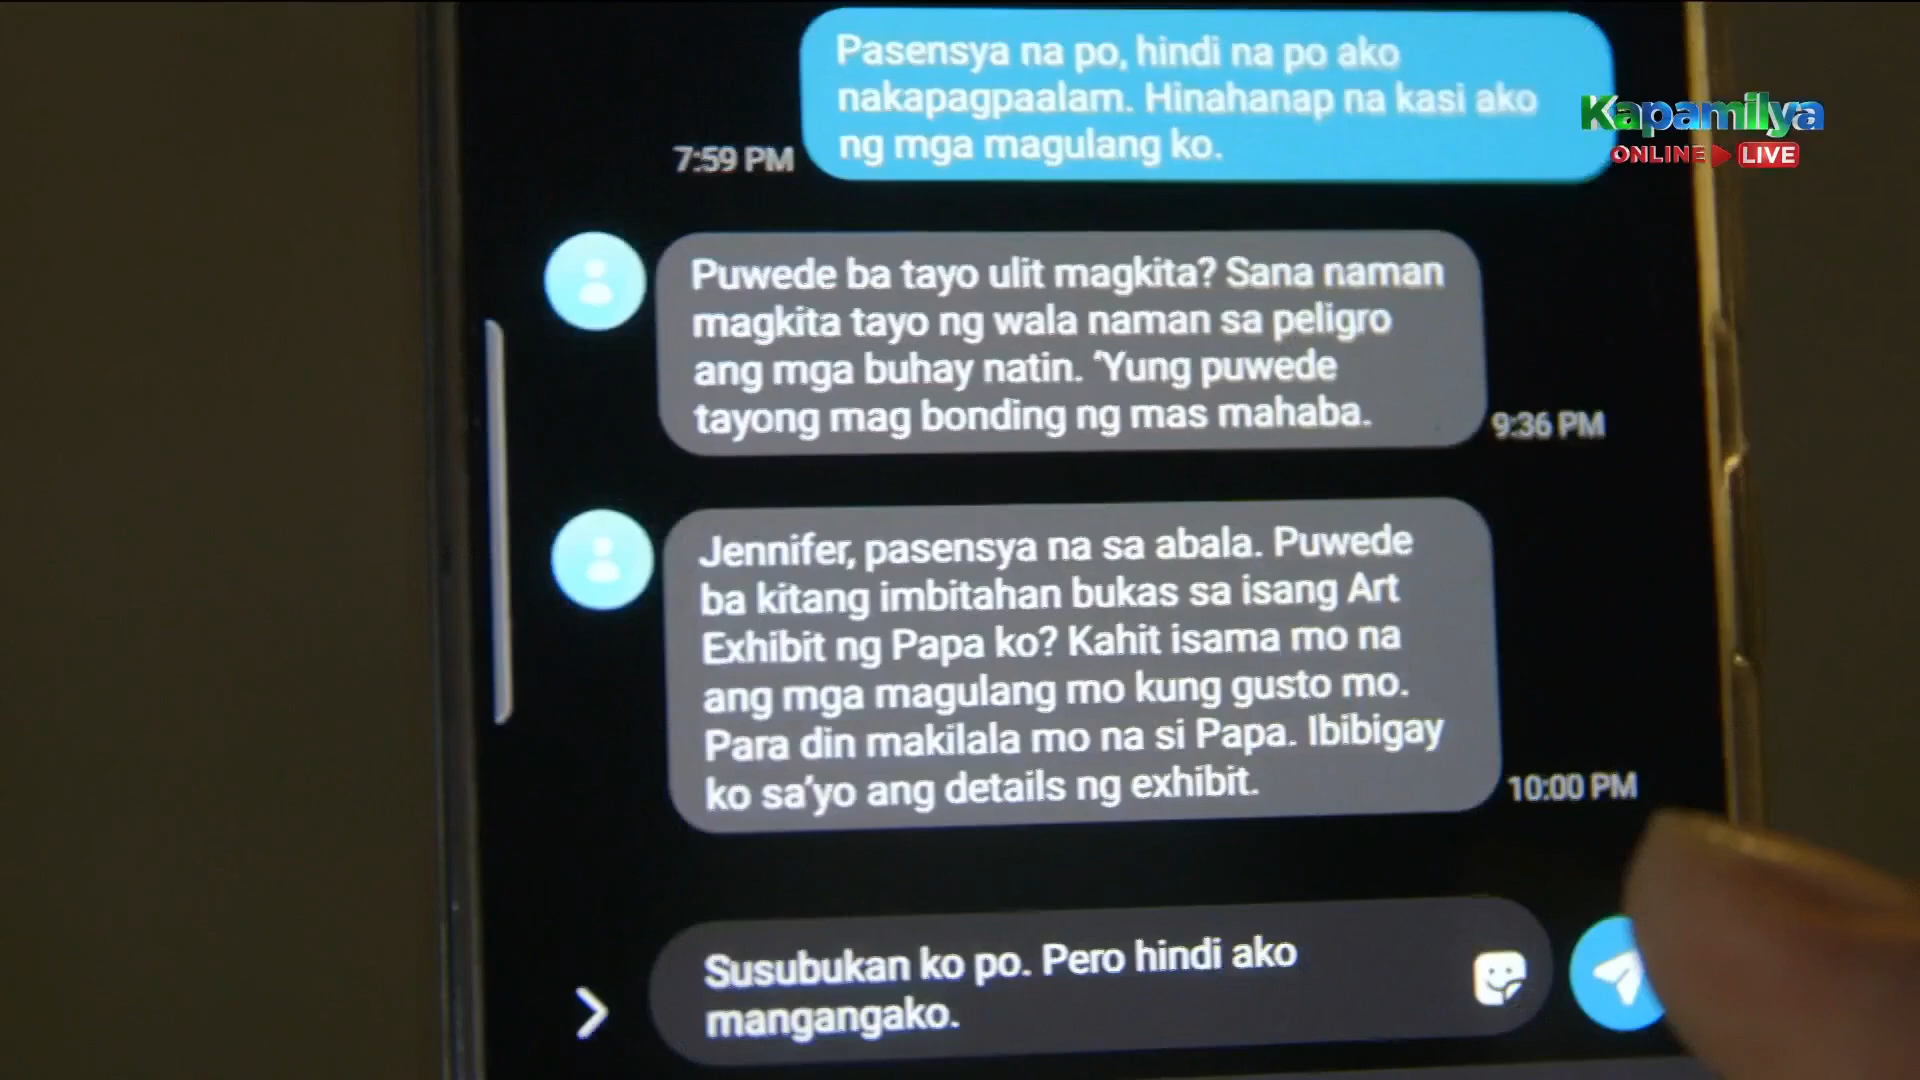 Pasensya na po, hindi na po ako
nakapagpaalam. Hinahanap na kasi ako
ng mga magulang ko.
7:59 PM
Kapamilya
ONLINE LIVE
Puwede ba tayo ulit magkita? Sana naman
magkita tayo ng wala naman sa peligro
ang mga buhay natin. ‘Yung puwede
tayong mag bonding ng mas mahaba.
9:36 PM
Jennifer, pasensya na sa abala. Puwede
ba kitang imbitahan bukas sa isang Art
Exhibit ng Papa ko? Kahit isama mo na
ang mga magulang mo kung gusto mo.
Para din makilala mo na si Papa. Ibibigay
ko sa’yo ang details ng exhibit.
10:00 PM
Susubukan ko po. Pero hindi ako
mangangako.